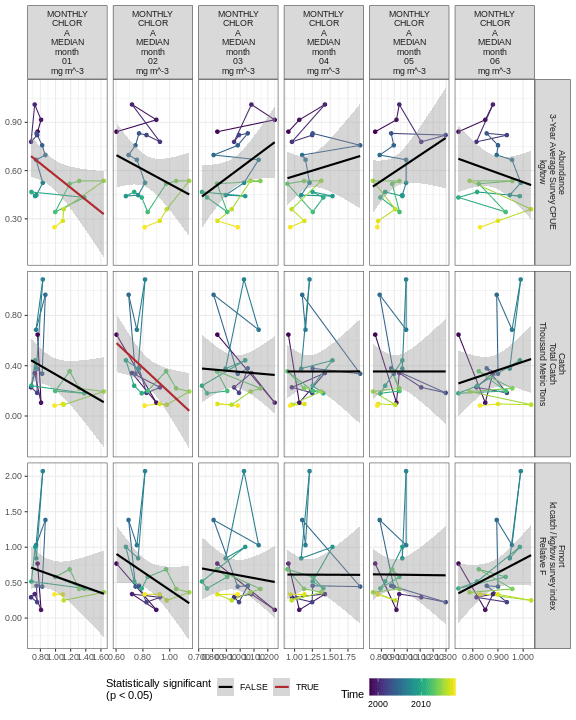 MONTHLY
CHLOR
A
MEDIAN
month
01
mg m^-3
MONTHLY
CHLOR
A
MEDIAN
month
02
mg m^-3
MONTHLY
CHLOR
A
MEDIAN
month
03
mg m^-3
MONTHLY
CHLOR
A
MEDIAN
month
04
mg m^-3
MONTHLY
CHLOR
A
MEDIAN
month
05
mg m^-3
MONTHLY
CHLOR
A
MEDIAN
month
06
mg m^-3
0.90
0.60
0.30
Abundance
3-Year Average Survey CPUE
kg/tow
0.80
0.40
0.00
Catch
Total Catch
Thousand Metric Tons
2.00
1.50
1.00
0.50
0.00
Fmort
kt catch / kg/tow survey index
Relative F
0.80 1.00 1.20 1.40 1.60
0.60 0.80 1.00
1.00 1.25 1.50 1.75
0.800 0.900 1.000
Statistically significant
(p < 0.05)
FALSE
TRUE
Time
2000
2010